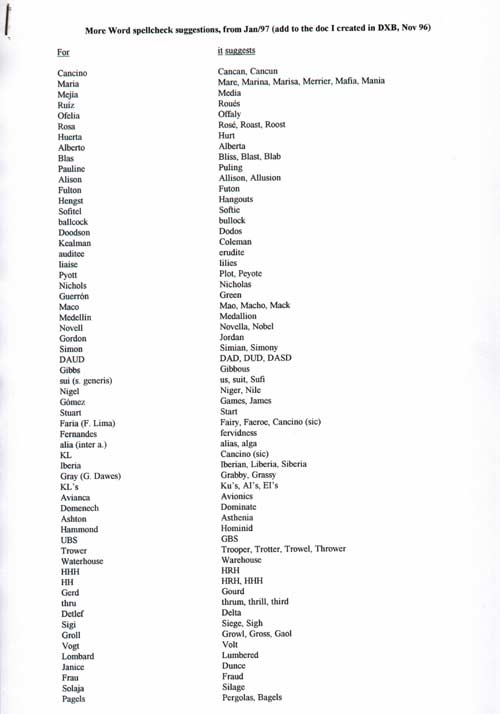 More Word spellcheck suggestions, from Jan/97 (add to the doc I created in DXB, Nov 96)
For it suggests
Cancino Cancan, Cancun
Maria Mare, Marina, Marisa, Merrier, Mafia, Mania
Mejia Media
Ruiz Roués
Ofelia Offaly
Rosa Rosé, Roast, Roost
Huerta Hurt
Alberto Alberta
Blas Bliss, Blast, Blab
Pauline Puling
Alison Allison, Allusion
Fulton Futon
Hengst Hangouts
Sofitel Softie
ballcock bullock
Doodson Dodos
Kealman Coleman
auditee erudite
liaise lilies
Pyott Plot, Peyote
Nichols Nicholas
Guerrón Green
Maco Mao, Macho, Mack
Medellin Medallion
Novell Novella, Nobel
Gordon Jordan
Simon Simian, Simony
DAUD DAD, DUD, DASD
Gibbs Gibbous
sui (s. generis) us, suit, Sufi
Nigel Niger, Nile
Gómez Games, James
Stuart Start
Faria (F. Lima) Fairy, Faeroe, Cancino (sic)
Fernandes fervidness
alia (inter a.) alias, alga
KL Cancino (sic)
Iberia Iberian, Liberia, Siberia
Gray (G. Dawes) Grabby, Grassy
KL's Ku's, Al's, El's
Avianca Avionics
Domenech Dominate
Ashton Asthenia
Hammond Hominid
UBS GBS
Trower Trooper, Trotter, Trowel, Thrower
Waterhouse Warehouse
HHH HRH
HH HRH, HHH
Gerd Gourd
thru thrum, thrill, third
Detlef Delta
Sigi Siege, Sigh
Groll Growl, Gross, Gaol
Vogt Volt
Lombard Lumbered
Janice Dunce
Frau Fraud
Solaja Silage
Pagels Pergolas, Bagels